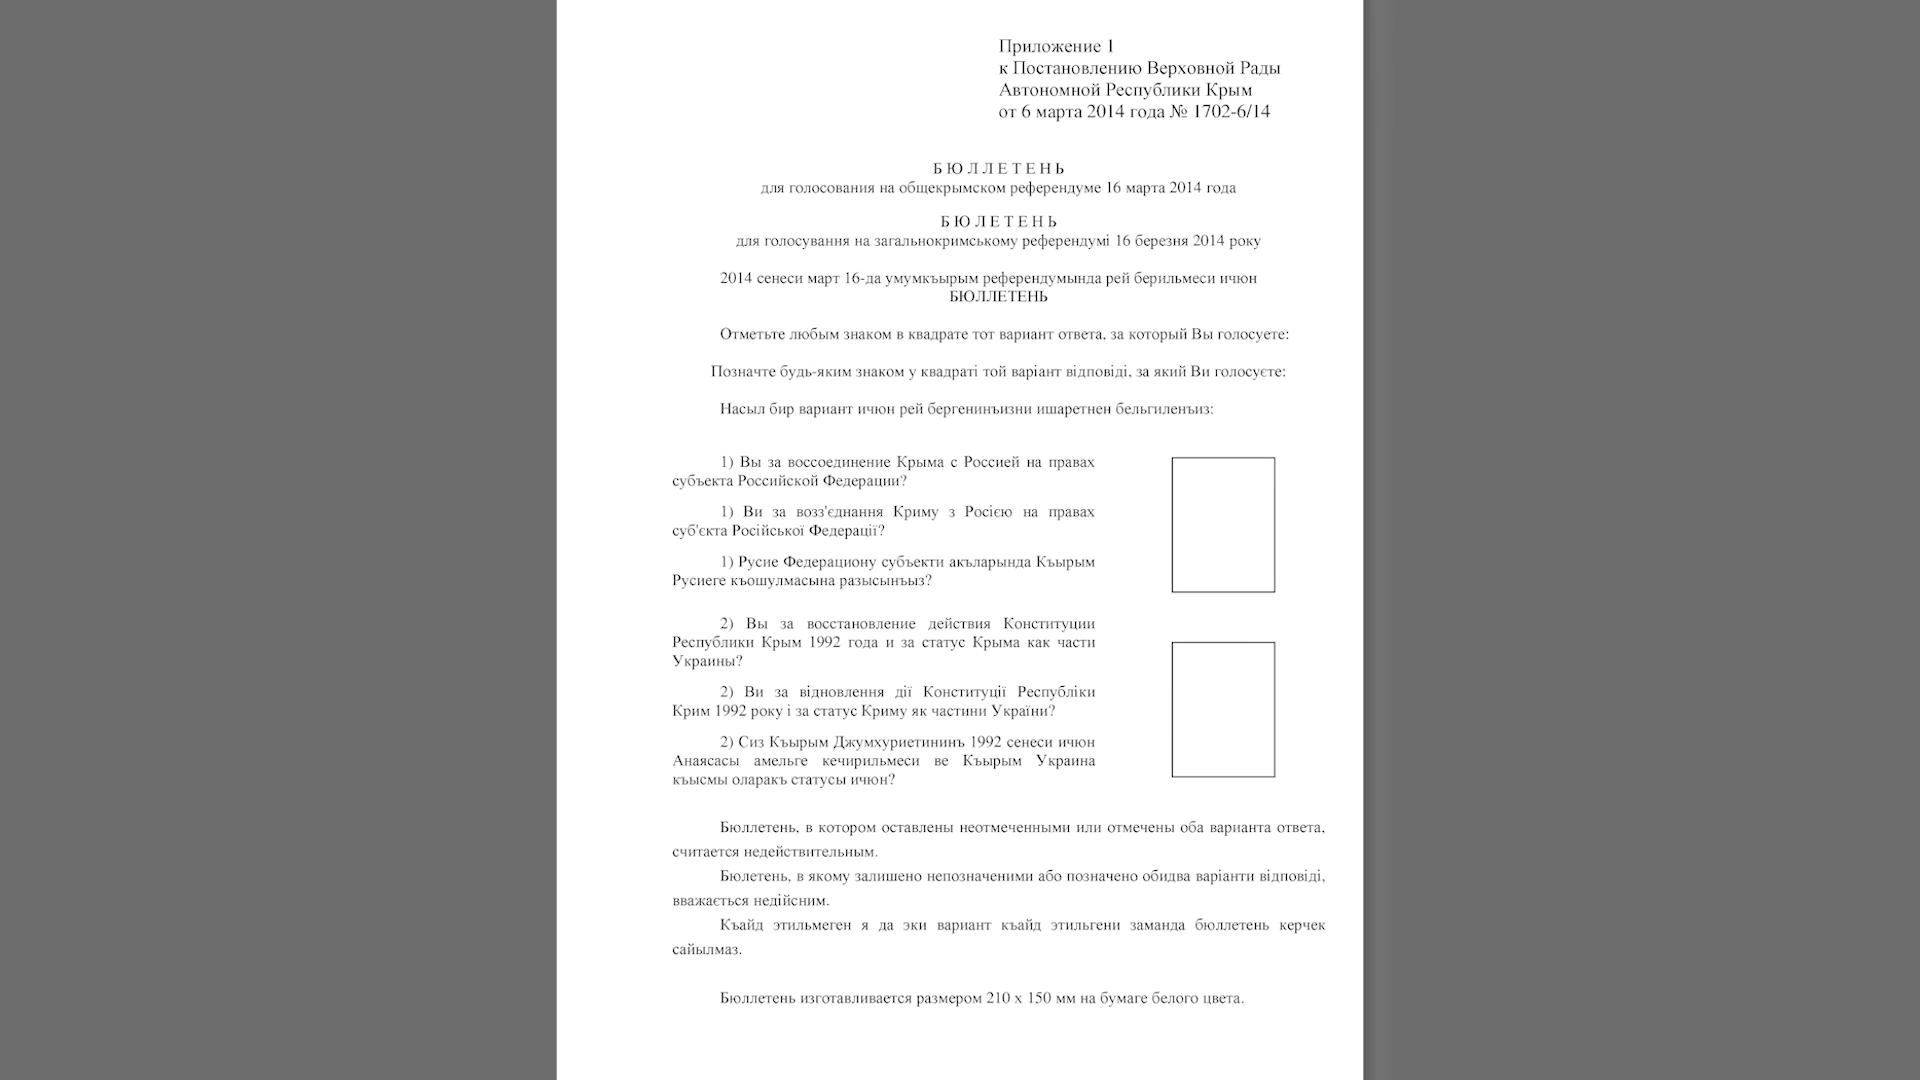 Приложение 1
к Постановлению Верховной Рады
Автономной Республики Крым
от 6 марта 2014 года № 1702-6/14
Б Ю Л Л Е Т Е Н Ь
для голосования на общекрымском референдуме 16 марта 2014 года
Б Ю Л Е Т Е Н Ь
для голосування на загальнокримському референдумі 16 березня 2014 року
2014 сенеси март 16-да умумкъырым референдумында рей берильмеси ичюн
БЮЛЛЕТЕНЬ
Отметьте любым знаком в квадрате тот вариант ответа, за который Вы голосуете:
Позначте будь-яким знаком у квадраті той варіант відповіді, за який Ви голосуєте:
Насыл бир вариант ичюн рей бергенинъизни ишаретнен бельгиленъиз:
1) Вы за воссоединение Крыма с Россией на правах
субъекта Российской Федерации?
1) Ви за возз'єднання Криму з Росією на правах
суб'єкта Російської Федерації?
1) Русие Федерациону субъекти акъларында Къырым
Русиеге къошулмасына разысынъыз?
2) Вы за восстановление действия Конституции
Республики Крым 1992 года и за статус Крыма как части
Украины?
2) Ви за відновлення дії Конституції Республіки
Крим 1992 року і за статус Криму як частини України?
2) Сиз Къырым Джумхуриетининъ 1992 сенеси ичюн
Анаясасы амельге кечирильмеси ве Къырым Украина
къысмы оларакъ статусы ичюн?
Бюллетень, в котором оставлены неотмеченными или отмечены оба варианта ответа,
считается недействительным.
Бюлетень, в якому залишено непозначеними або позначено обидва варіанти відповіді,
вважається недійсним.
Къайд этильмеген я да эки вариант къайд этильгени заманда бюллетень керчек
сайылмаз.
Бюллетень изготавливается размером 210 х 150 мм на бумаге белого цвета.